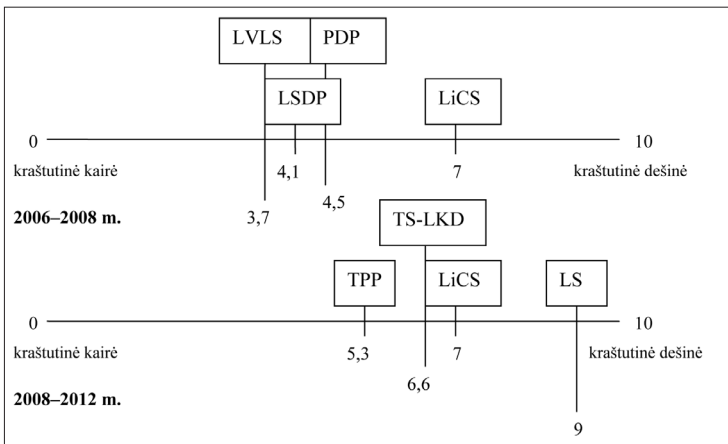 LVLS PDP
LSDP LiCS
0 10
kraštutinė kairė 4,1 7 kraštutinė dešinė
2006–2008 m. 3,7 4,5
TS-LKD
TPP LiCS LS
0 10
kraštutinė kairė 5,3 7 kraštutinė dešinė
6,6
2008–2012 m.
9